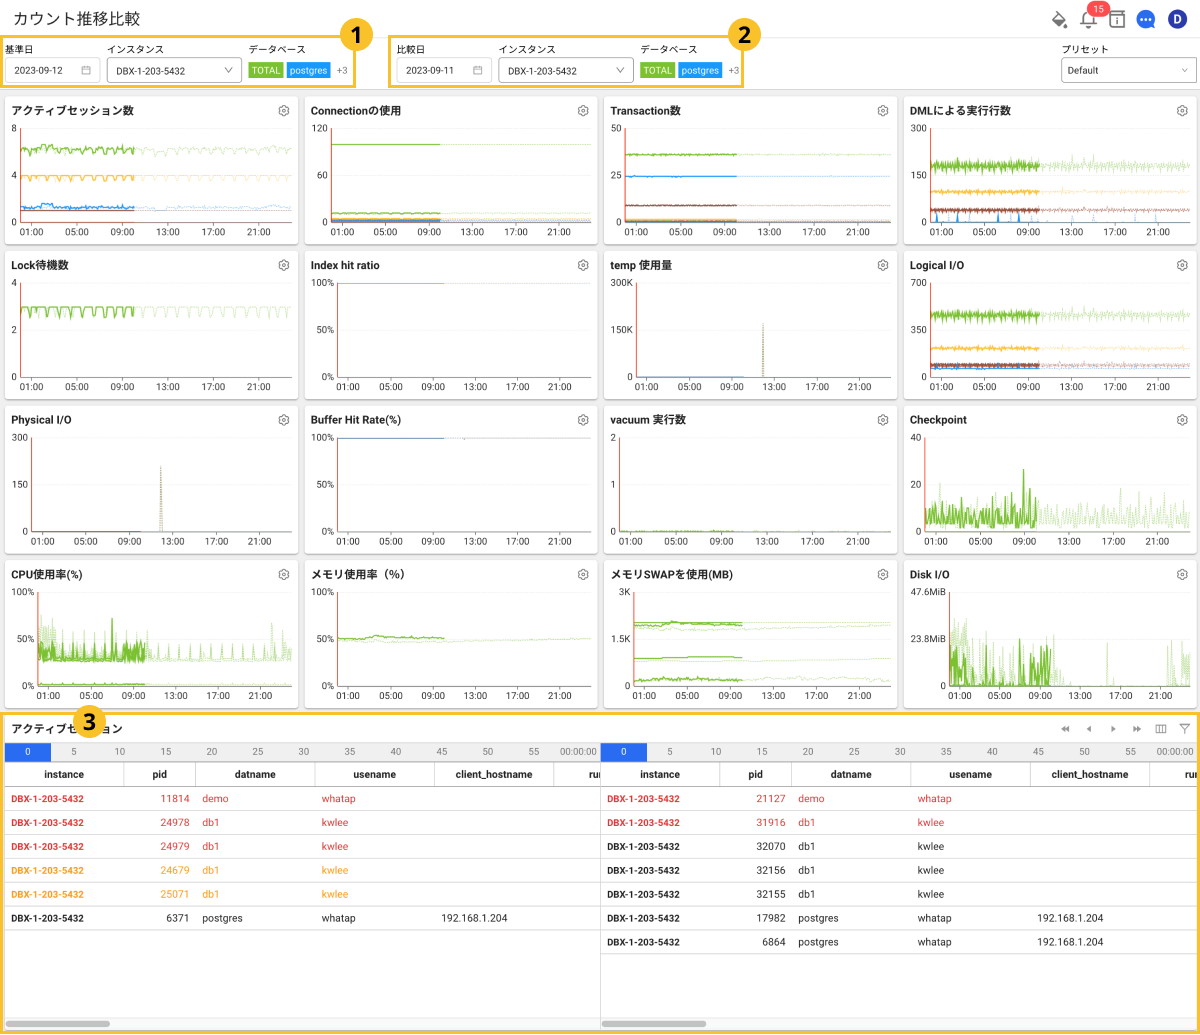 カウント推移比較
15
D
1
2
基準日 インスタンス データベース
2023-09-12 DBX-1-203-5432 TOTAL postgres +3
比較日 インスタンス データベース
2023-09-11 DBX-1-203-5432 TOTAL postgres +3
プリセット
Default
アクティブセッション数
8
4
0
01:00 05:00 09:00 13:00 17:00 21:00
Connectionの使用
120
60
0
01:00 05:00 09:00 13:00 17:00 21:00
Transaction数
50
25
0
01:00 05:00 09:00 13:00 17:00 21:00
DMLによる実行行数
300
150
0
01:00 05:00 09:00 13:00 17:00 21:00
Lock待機数
4
2
0
01:00 05:00 09:00 13:00 17:00 21:00
Index hit ratio
100%
50%
0%
01:00 05:00 09:00 13:00 17:00 21:00
temp 使用量
300K
150K
0
01:00 05:00 09:00 13:00 17:00 21:00
Logical I/O
700
350
0
01:00 05:00 09:00 13:00 17:00 21:00
Physical I/O
300
150
0
01:00 05:00 09:00 13:00 17:00 21:00
Buffer Hit Rate(%)
100%
50%
0%
01:00 05:00 09:00 13:00 17:00 21:00
vacuum 実行数
2
1
0
01:00 05:00 09:00 13:00 17:00 21:00
Checkpoint
40
20
0
01:00 05:00 09:00 13:00 17:00 21:00
CPU使用率(%)
100%
50%
0%
01:00 05:00 09:00 13:00 17:00 21:00
メモリ使用率（%）
100%
50%
0%
01:00 05:00 09:00 13:00 17:00 21:00
メモリSWAPを使用(MB)
3K
1.5K
0
01:00 05:00 09:00 13:00 17:00 21:00
Disk I/O
47.6MiB
23.8MiB
0
01:00 05:00 09:00 13:00 17:00 21:00
3
アクティブセ ョン
0 5 10 15 20 25 30 35 40 45 50 55 00:00:00
instance pid datname usename client_hostname ru
DBX-1-203-5432 11814 demo whatap
DBX-1-203-5432 24978 db1 kwlee
DBX-1-203-5432 24979 db1 kwlee
DBX-1-203-5432 24679 db1 kwlee
DBX-1-203-5432 25071 db1 kwlee
DBX-1-203-5432 6371 postgres whatap 192.168.1.204
0 5 10 15 20 25 30 35 40 45 50 55 00:00:00
instance pid datname usename client_hostname ru
DBX-1-203-5432 21127 demo whatap
DBX-1-203-5432 31916 db1 kwlee
DBX-1-203-5432 32070 db1 kwlee
DBX-1-203-5432 32156 db1 kwlee
DBX-1-203-5432 32155 db1 kwlee
DBX-1-203-5432 17982 postgres whatap 192.168.1.204
DBX-1-203-5432 6864 postgres whatap 192.168.1.204